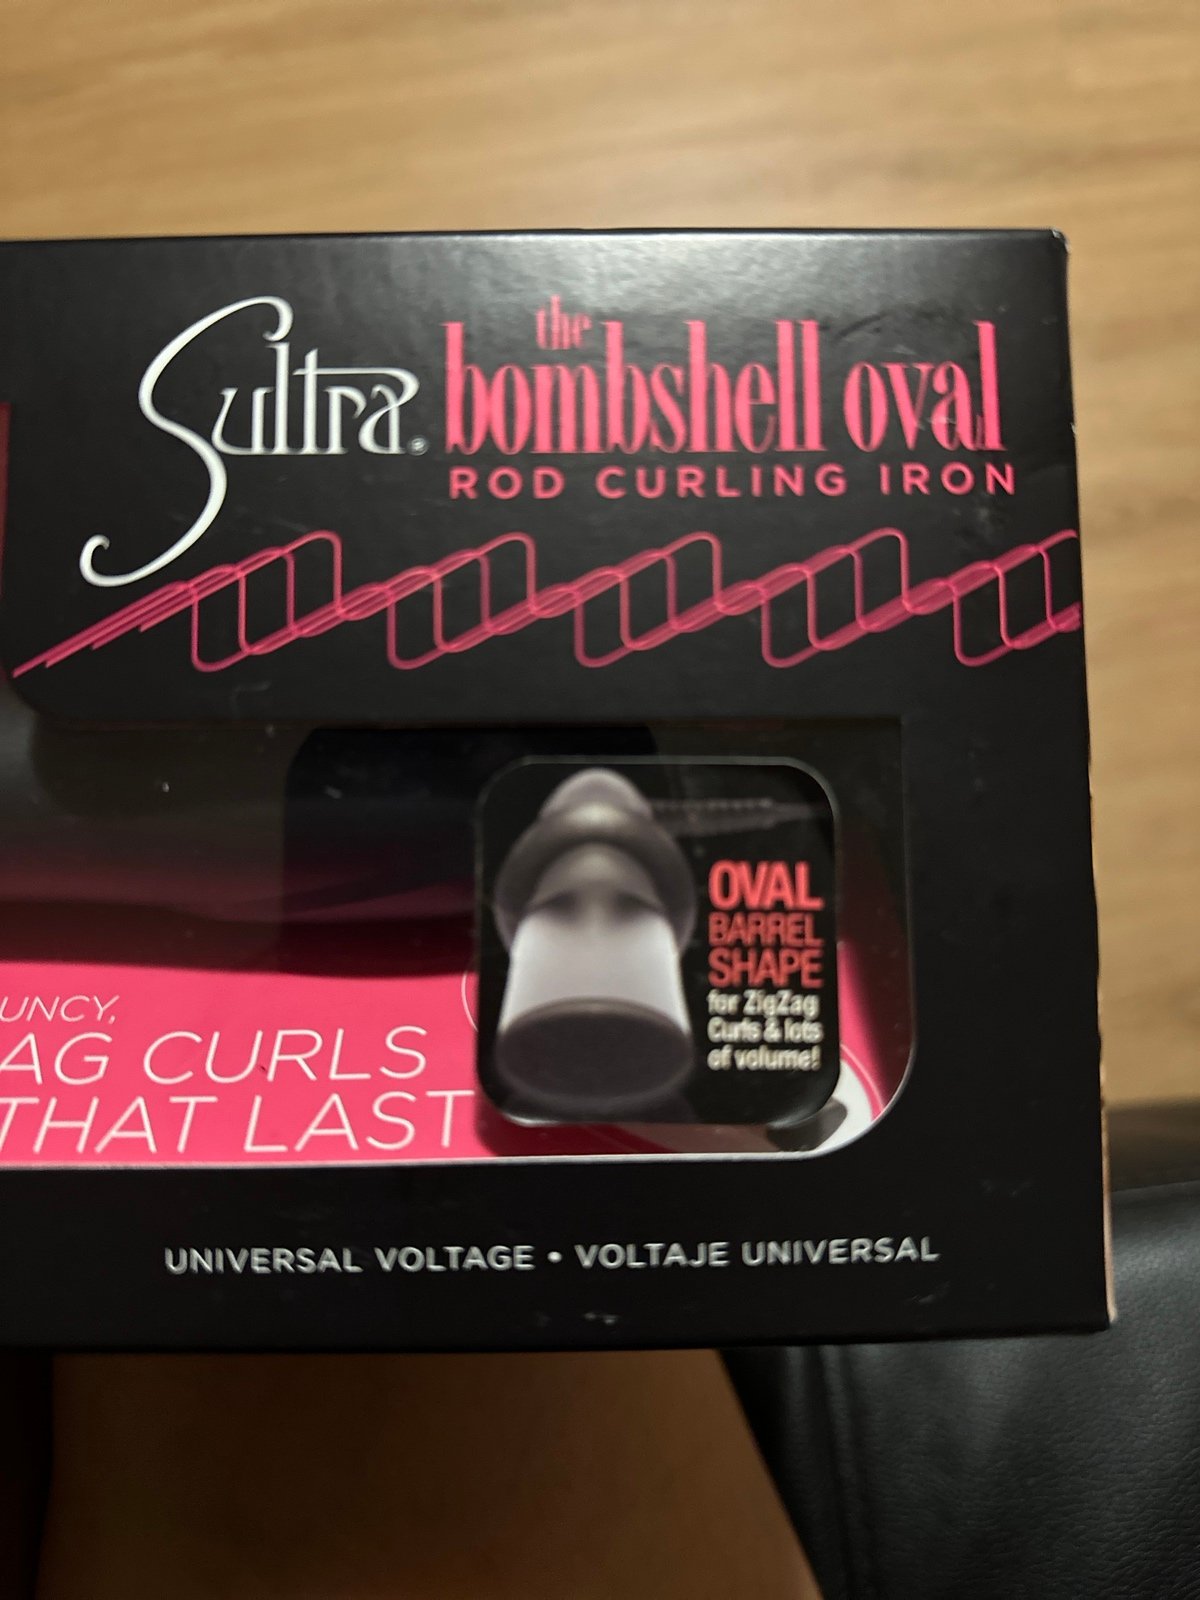 Sultra® the bombshell oval
ROD CURLING IRON
OVAL
BARREL
SHAPE
for ZigZag
Curls & lots
of volume!
UNCY,
AG CURLS
THAT LAST
UNIVERSAL VOLTAGE • VOLTAJE UNIVERSAL